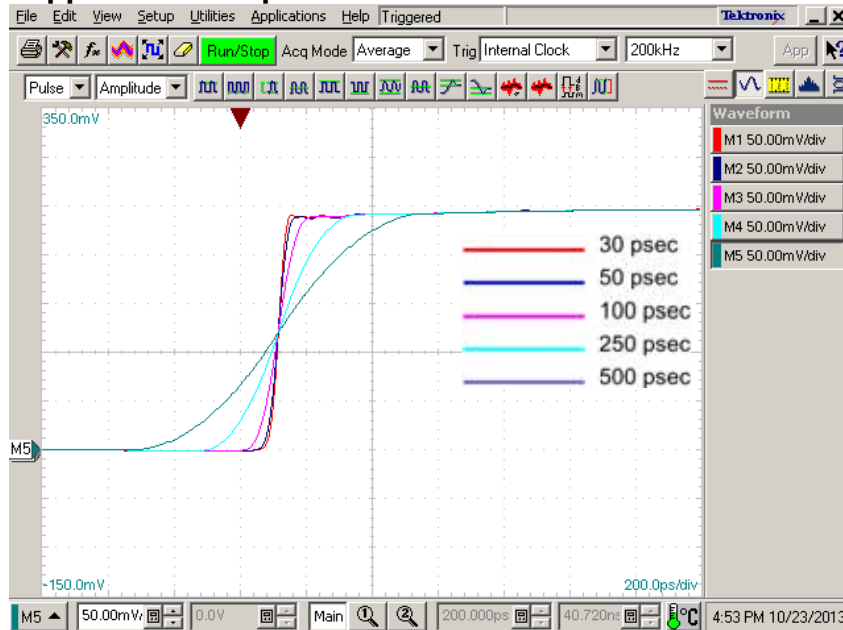 File Edit View Setup Utilities Applications Help Triggered Tektronix
Run/Stop Acq Mode Average Trig Internal Clock 200kHz App
Pulse Amplitude
350.0mV
Waveform
M1 50.00mV/div
M2 50.00mV/div
M3 50.00mV/div
M4 50.00mV/div
M5 50.00mV/div
30 psec
50 psec
100 psec
250 psec
500 psec
M5
-150.0mV 200.0ps/div
M5 50.00mV/ 0.0V Main 200.000ps 40.720ns °C 4:53 PM 10/23/2013